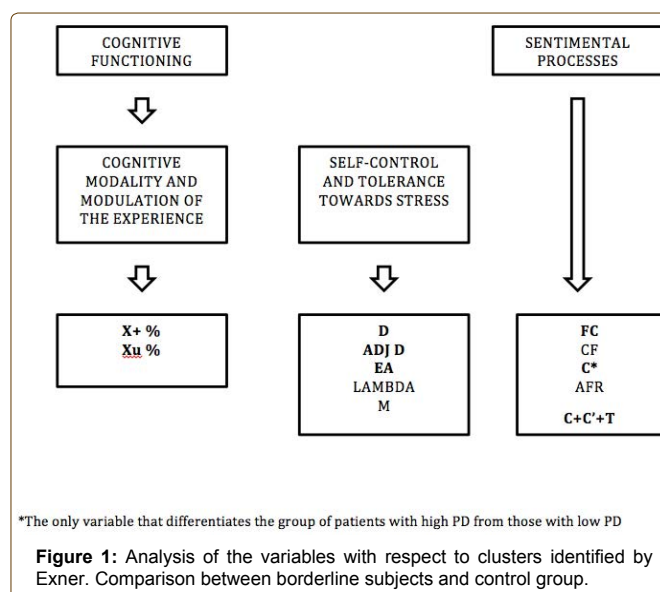 COGNITIVE
FUNCTIONING
SENTIMENTAL
PROCESSES
COGNITIVE
MODALITY AND
MODULATION OF
THE EXPERIENCE
SELF-CONTROL
AND TOLERANCE
TOWARDS STRESS
X+ %
Xu %
D
ADJ D
EA
LAMBDA
M
FC
CF
C*
AFR
C+C'+T
*The only variable that differentiates the group of patients with high PD from those with low PD
Figure 1: Analysis of the variables with respect to clusters identified by
Exner. Comparison between borderline subjects and control group.